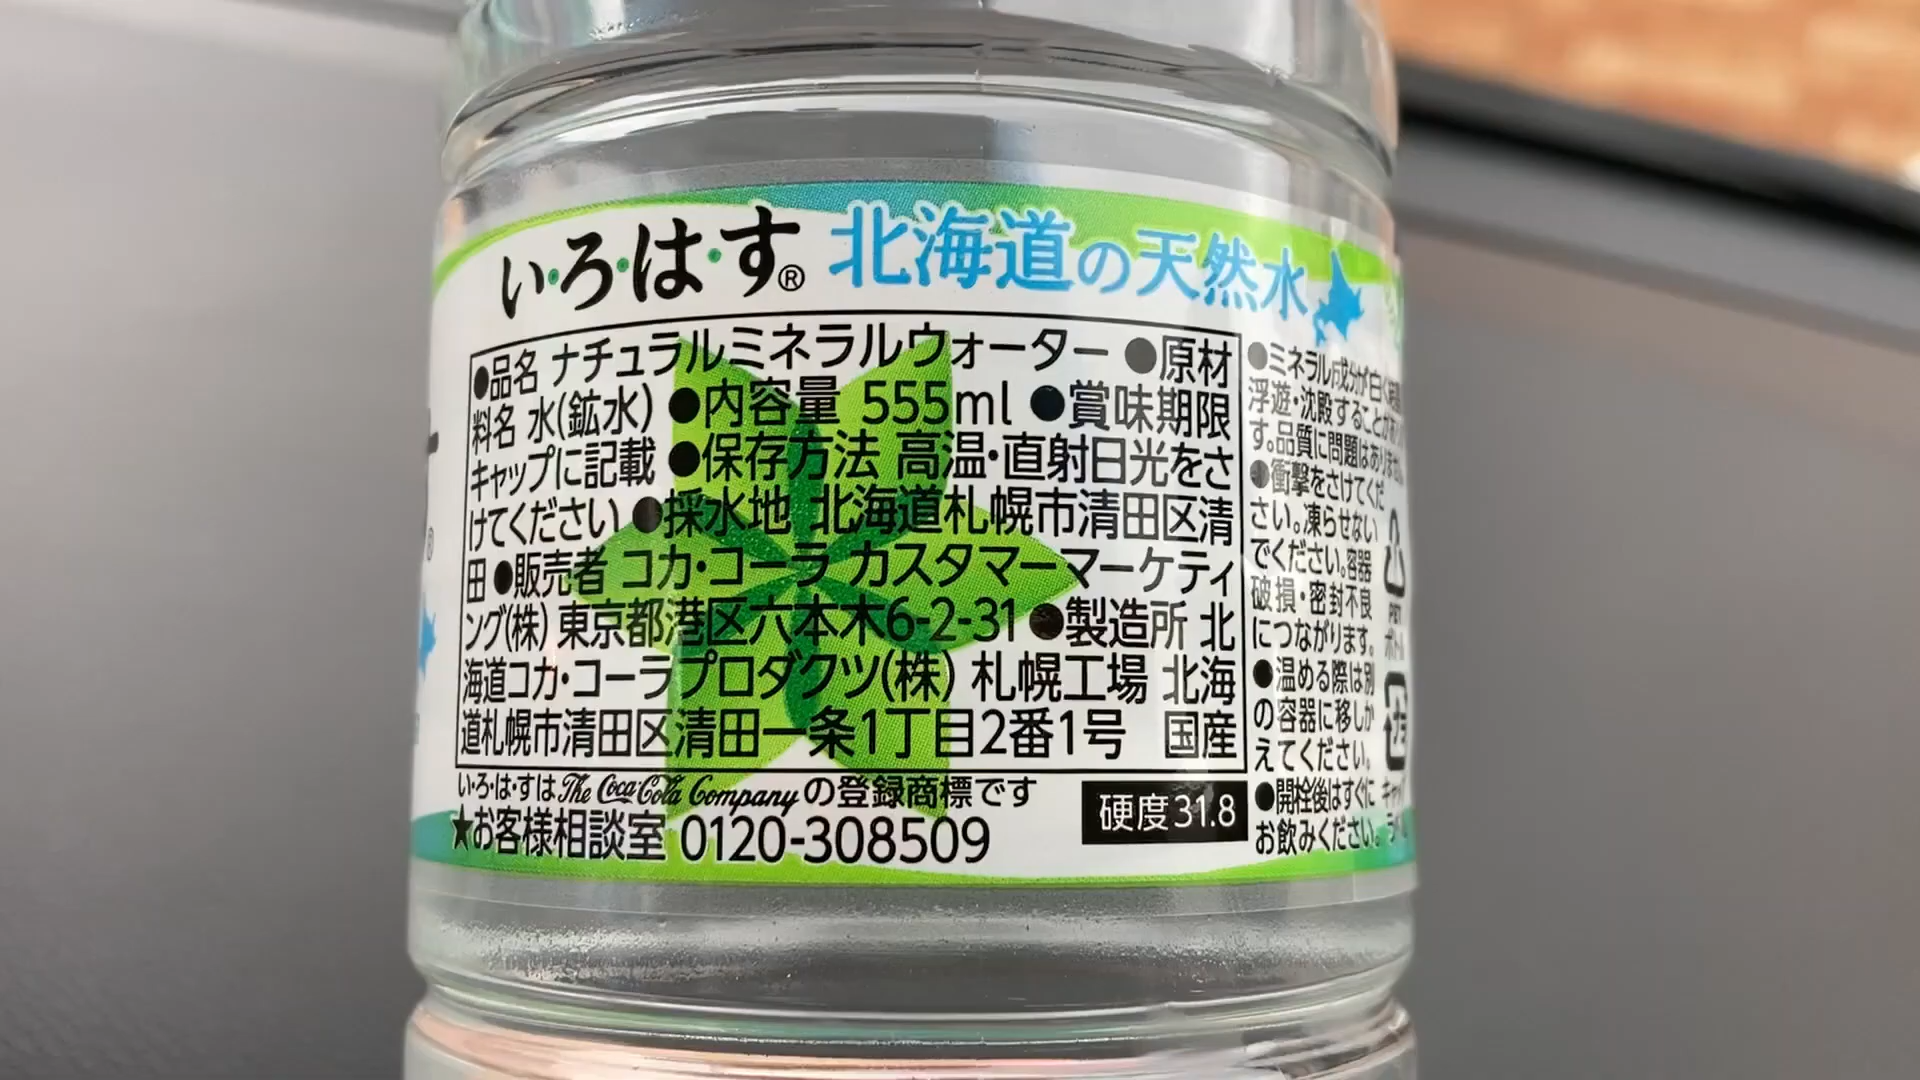 い・ろ・は・す® 北海道の天然水
●品名 ナチュラルミネラルウォーター ●原材
料名 水(鉱水) ●内容量 555ml ●賞味期限
キャップに記載 ●保存方法 高温・直射日光をさ
けてください ●採水地 北海道札幌市清田区清
田 ●販売者 コカ・コーラ カスタマーマーケティ
ング(株) 東京都港区六本木6-2-31 ●製造所 北
海道コカ・コーラプロダクツ(株) 札幌工場 北海
道札幌市清田区清田一条1丁目2番1号 国産
い・ろ・は・すは The Coca-Cola Company の登録商標です
★お客様相談室 0120-308509
硬度31.8
●ミネラル成分が白く
浮遊・沈殿することが
す。品質に問題はありません
●衝撃をさけてくだ
さい。凍らせない
でください。容器
破損・密封不良
につながります。
●温める際は別
の容器に移しか
えてください。
●開栓後はすぐに
お飲みください。
PET
ボトル